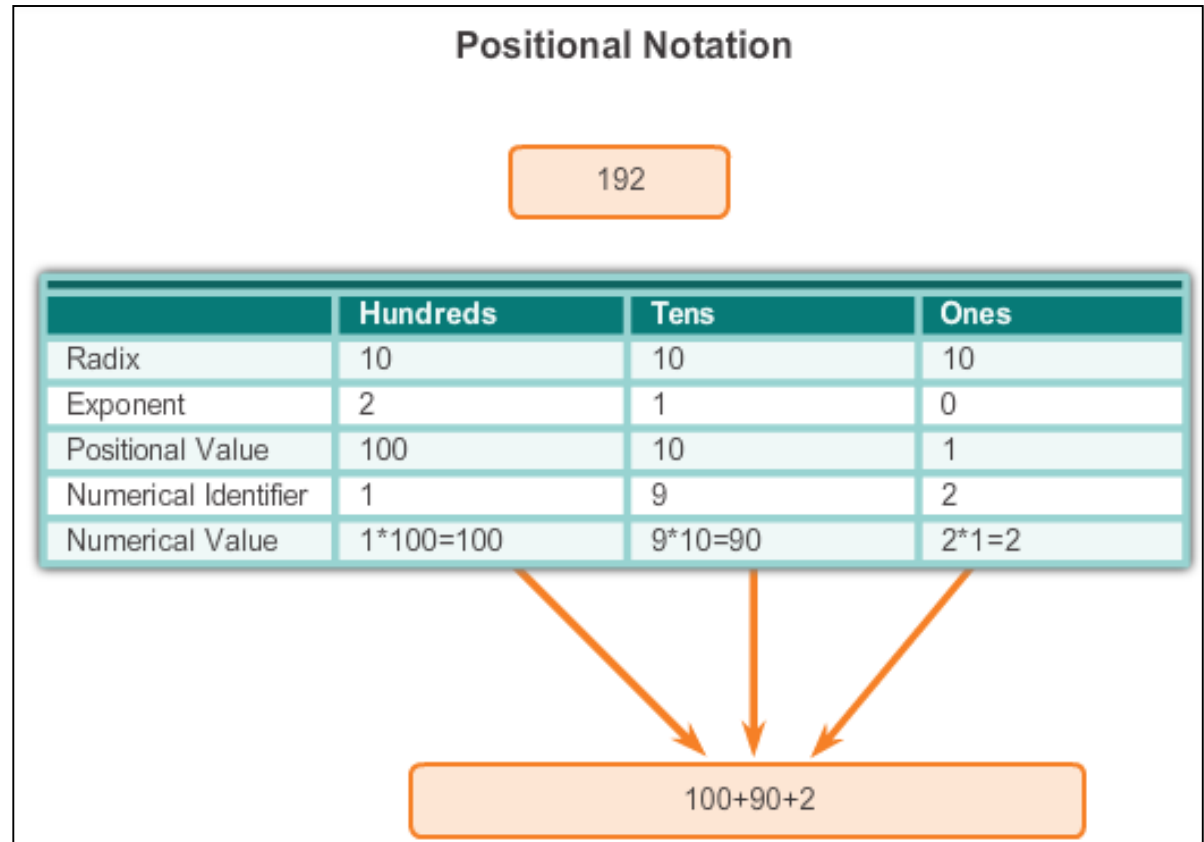 Positional Notation
192
Hundreds Tens Ones
Radix 10 10 10
Exponent 2 1 0
Positional Value 100 10 1
Numerical Identifier 1 9 2
Numerical Value 1*100=100 9*10=90 2*1=2
100+90+2